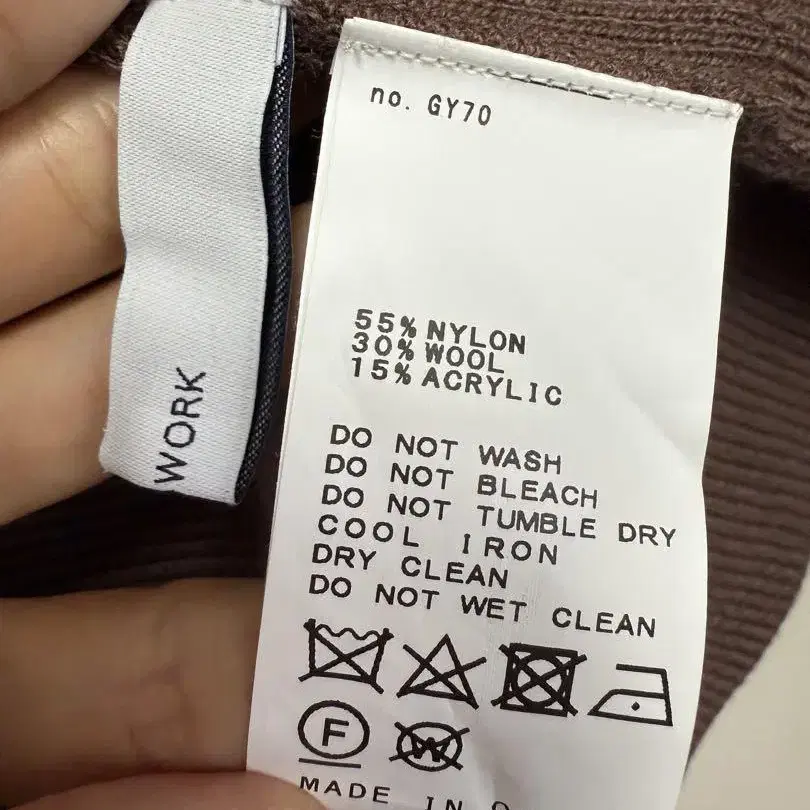 WORK
no. GY70
55% NYLON
30% WOOL
15% ACRYLIC
DO NOT WASH
DO NOT BLEACH
DO NOT TUMBLE DRY
COOL IRON
DRY CLEAN
DO NOT WET CLEAN
F
W
MADE IN